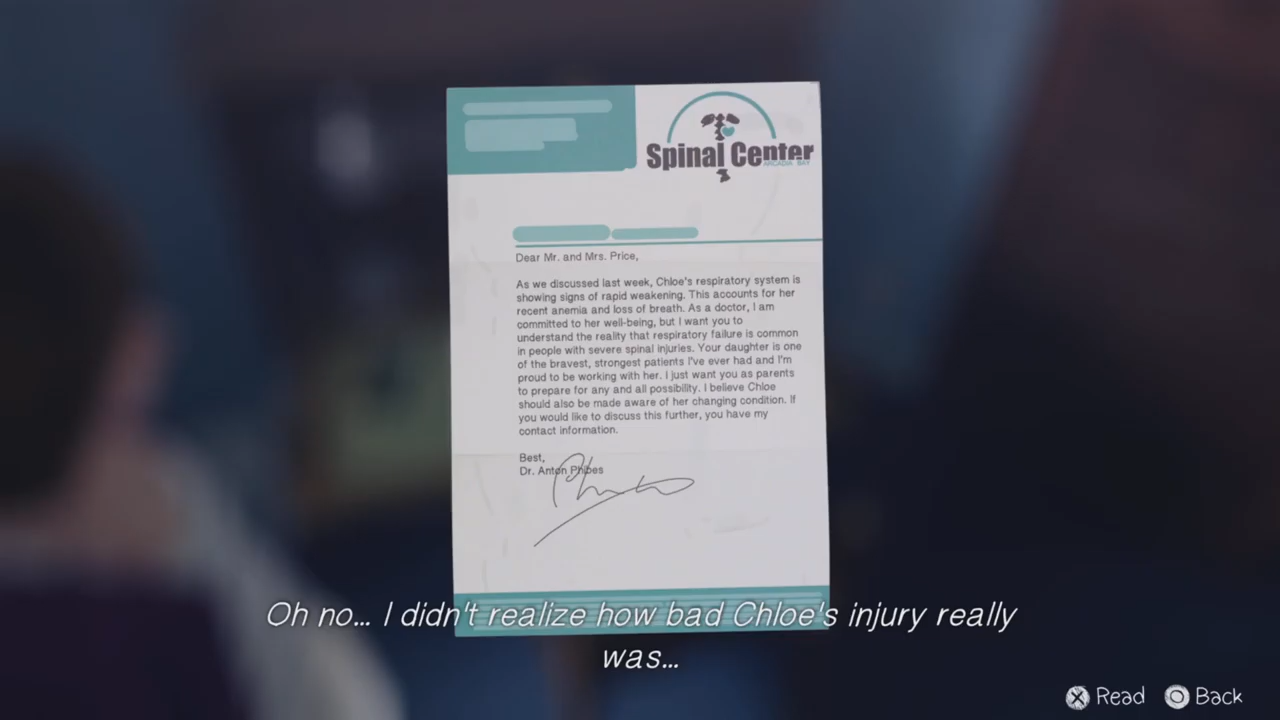 Spinal Center
ARCADIA BAY
Dear Mr. and Mrs. Price,
As we discussed last week, Chloe's respiratory system is
showing signs of rapid weakening. This accounts for her
recent anemia and loss of breath. As a doctor, I am
committed to her well-being, but I want you to
understand the reality that respiratory failure is common
in people with severe spinal injuries. Your daughter is one
of the bravest, strongest patients I've ever had and I'm
proud to be working with her. I just want you as parents
to prepare for any and all possibility. I believe Chloe
should also be made aware of her changing condition. If
you would like to discuss this further, you have my
contact information.
Best,
Dr. Anton Phibes
Oh no... I didn't realize how bad Chloe's injury really
was...
Read
Back